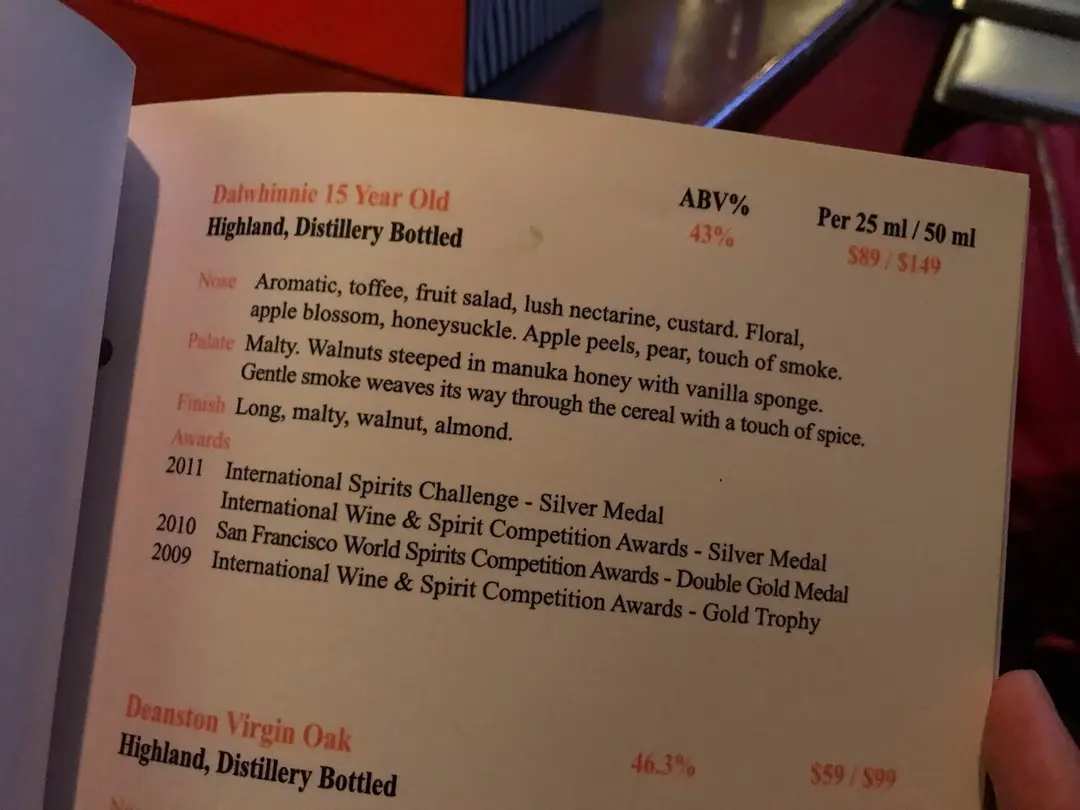 Dalwhinnie 15 Year Old ABV% Per 25 ml / 50 ml
Highland, Distillery Bottled 43% $89 / $149
Nose Aromatic, toffee, fruit salad, lush nectarine, custard. Floral,
apple blossom, honeysuckle. Apple peels, pear, touch of smoke.
Palate Malty. Walnuts steeped in manuka honey with vanilla sponge.
Gentle smoke weaves its way through the cereal with a touch of spice.
Finish Long, malty, walnut, almond.
Awards
2011 International Spirits Challenge - Silver Medal
International Wine & Spirit Competition Awards - Silver Medal
2010 San Francisco World Spirits Competition Awards - Double Gold Medal
2009 International Wine & Spirit Competition Awards - Gold Trophy
Deanston Virgin Oak
Highland, Distillery Bottled 46.3% $59 / $99